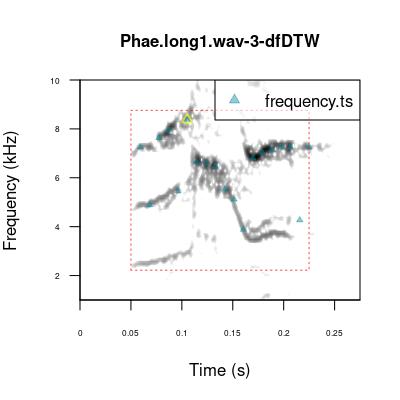 Phae.long1.wav-3-dfDTW
frequency.ts
Frequency (kHz)
10
8
6
4
2
0 0.05 0.1 0.15 0.2 0.25
Time (s)